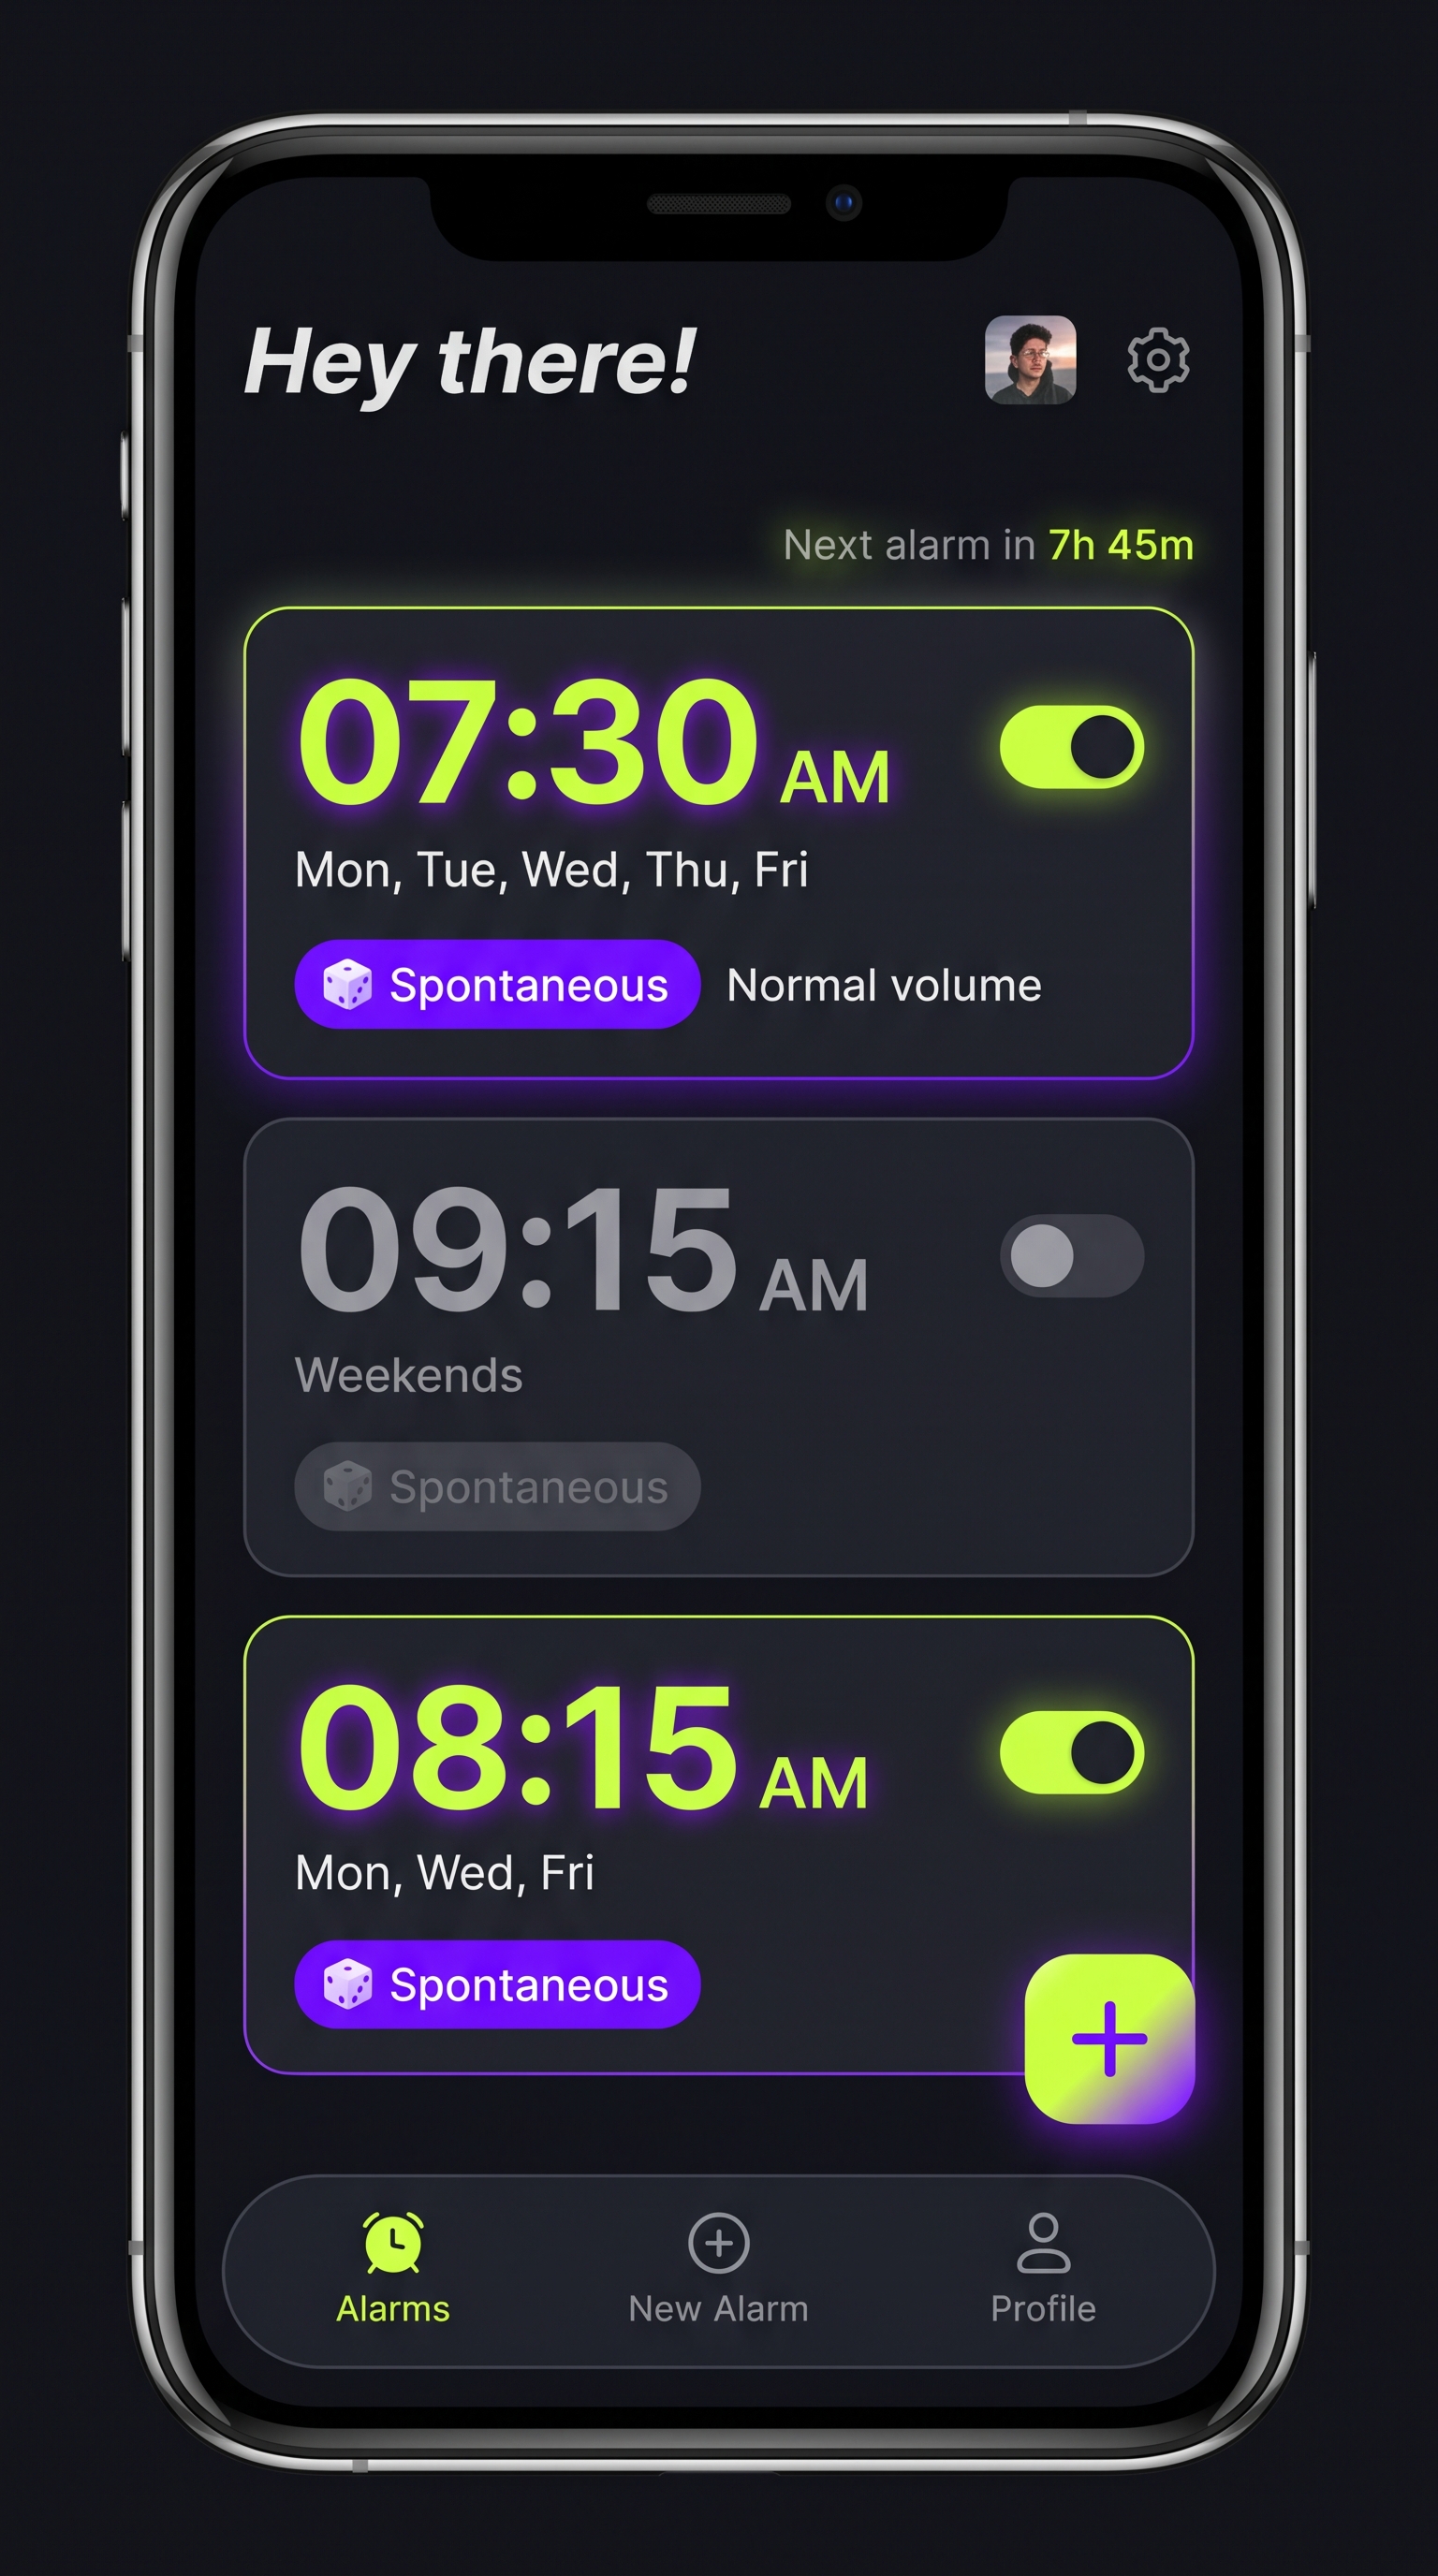 Hey there!
Next alarm in 7h 45m
07:30 AM
Mon, Tue, Wed, Thu, Fri
Spontaneous Normal volume
09:15 AM
Weekends
Spontaneous
08:15 AM
Mon, Wed, Fri
Spontaneous
Alarms New Alarm Profile